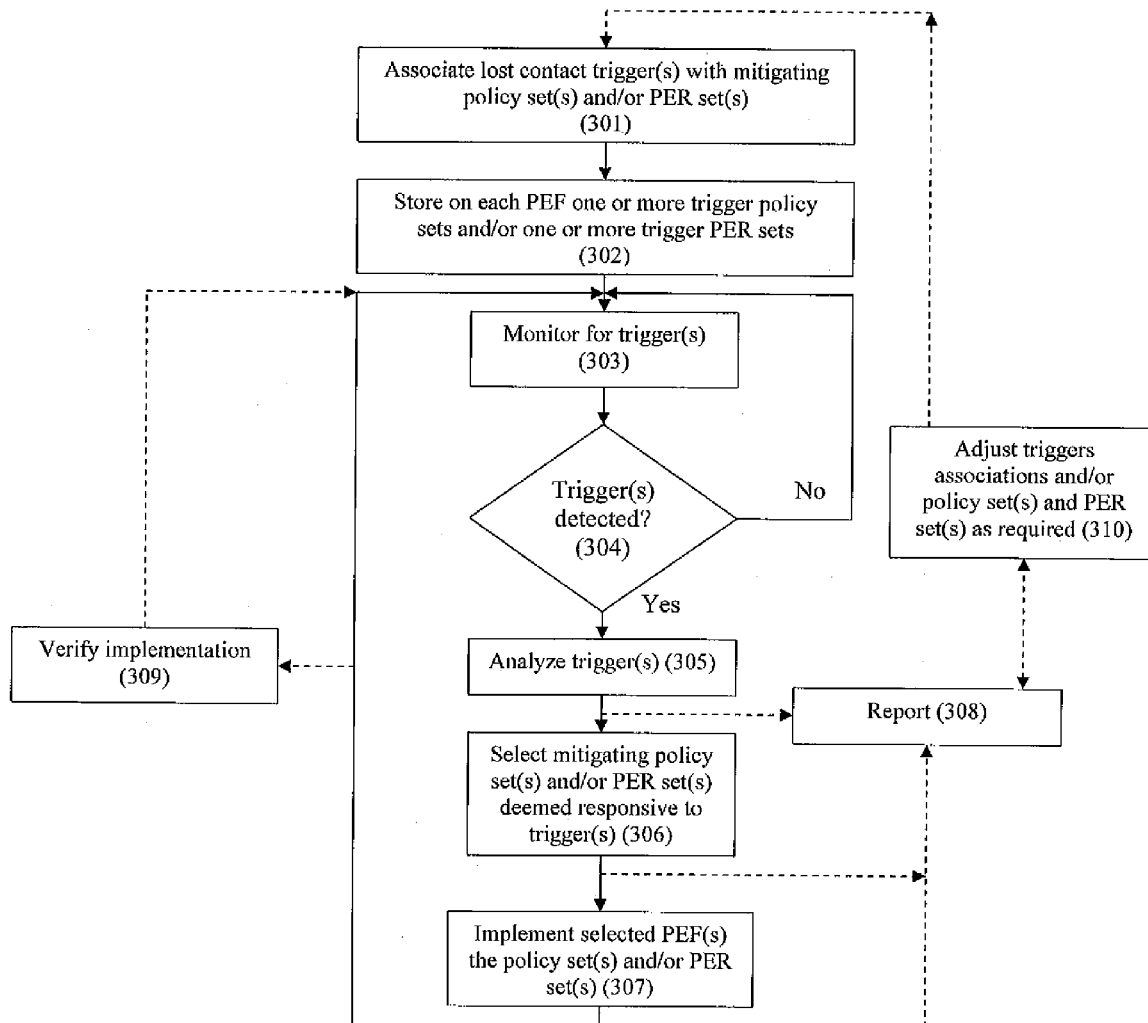 Associate lost contact trigger(s) with mitigating
policy set(s) and/or PER set(s)
(301)
Store on each PEF one or more trigger policy
sets and/or one or more trigger PER sets
(302)
Monitor for trigger(s)
(303)
Trigger(s)
detected?
(304)
No
Yes
Adjust triggers
associations and/or
policy set(s) and PER
set(s) as required (310)
Verify implementation
(309)
Analyze trigger(s) (305)
Report (308)
Select mitigating policy
set(s) and/or PER set(s)
deemed responsive to
trigger(s) (306)
Implement selected PEF(s)
the policy set(s) and/or PER
set(s) (307)